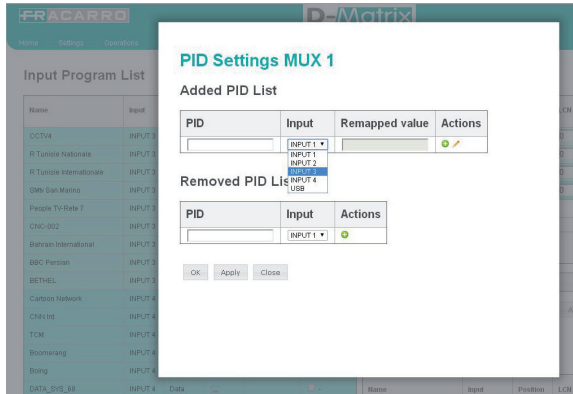 FRACARRO
D-Matrix
Home Settings Operations
Input Program List
Name Input
CCTV4 INPUT 3
R Tunisie Nationale INPUT 3
R Tunisie Internationale INPUT 3
SMtv San Marino INPUT 3
People TV-Rate 7 INPUT 3
CNC-002 INPUT 3
Bahrain International INPUT 3
BBC Persian INPUT 3
BETHEL INPUT 3
Cartoon Network INPUT 4
CNN Int INPUT 4
TCM INPUT 4
Boomerang INPUT 4
Boing INPUT 4
DATA_SYS_68 INPUT 4 Data
PID Settings MUX 1
Added PID List
PID Input Remapped value Actions
INPUT 1
INPUT 1
INPUT 2
INPUT 3
INPUT 4
USB
Removed PID Lis
PID Input Actions
INPUT 1
OK Apply Close
LCN
Name Input Position LCN